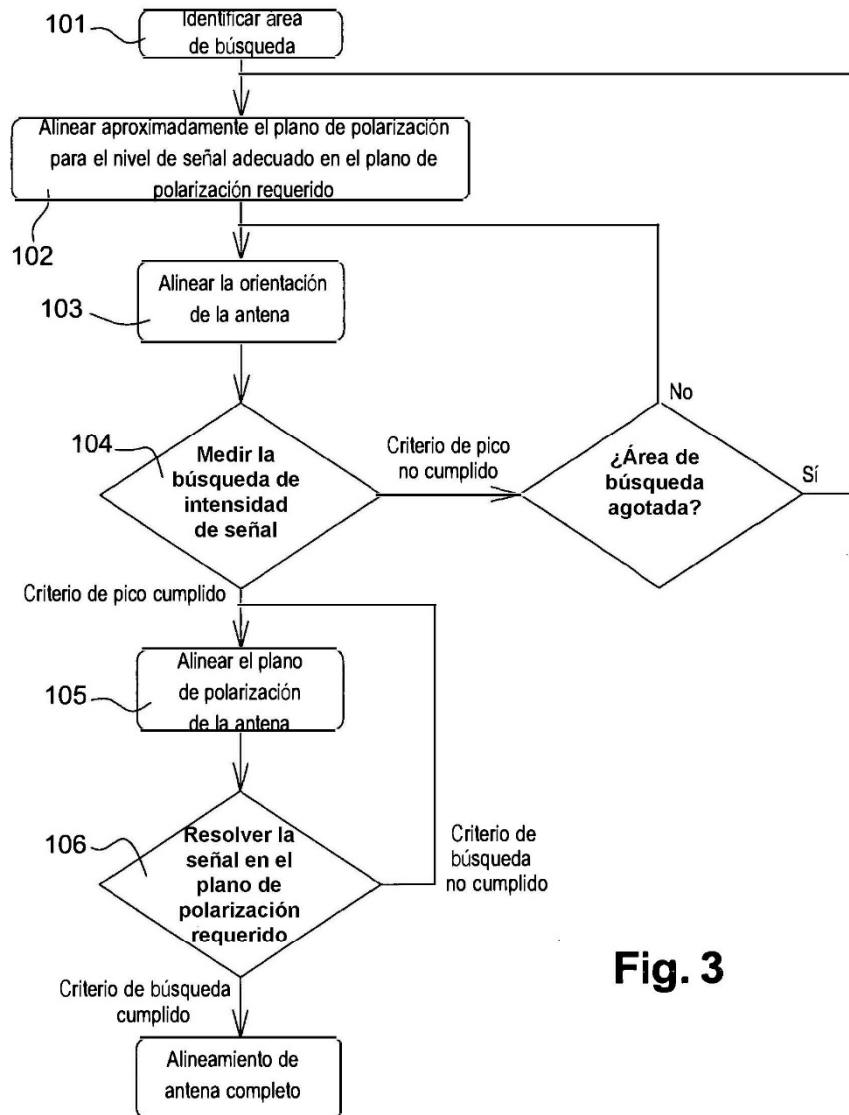 101
Identificar área
de búsqueda
Alinear aproximadamente el plano de polarización
para el nivel de señal adecuado en el plano de
polarización requerido
102
Alinear la orientación
de la antena
103
No
104
Medir la
búsqueda de
intensidad
de señal
Criterio de pico
no cumplido
¿Área de
búsqueda
agotada?
Sí
Criterio de pico cumplido
Alinear el plano
de polarización
de la antena
105
106
Resolver la
señal en el
plano de
polarización
requerido
Criterio de
búsqueda
no cumplido
Fig. 3
Criterio de búsqueda
cumplido
Alineamiento de
antena completo